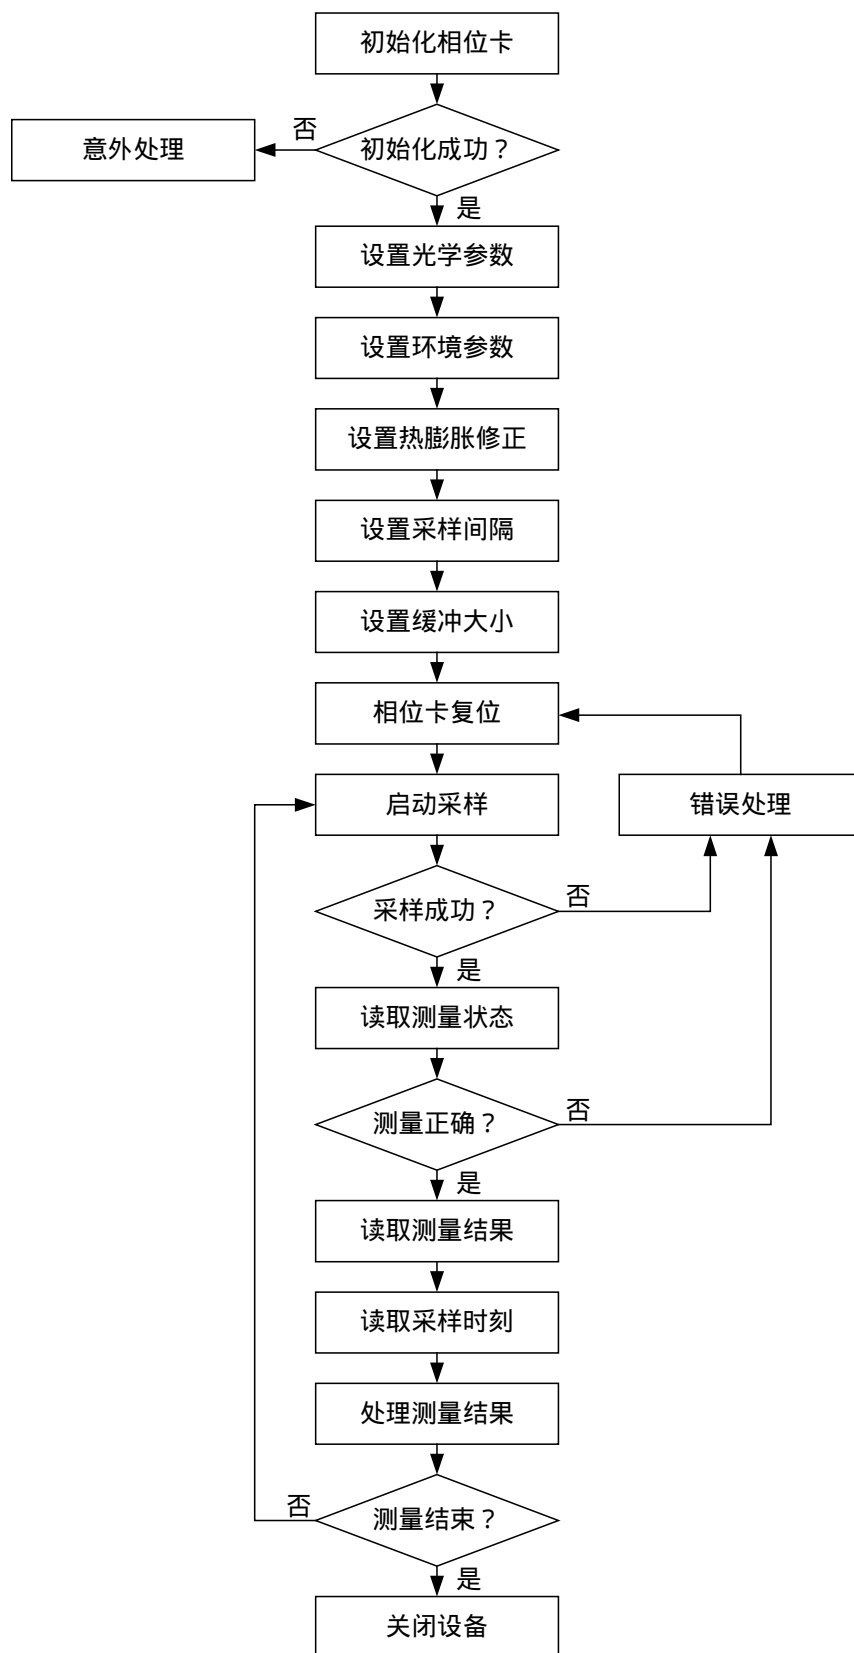 初始化相位卡
否
意外处理
初始化成功？
是
设置光学参数
设置环境参数
设置热膨胀修正
设置采样间隔
设置缓冲大小
相位卡复位
启动采样
错误处理
否
采样成功？
是
读取测量状态
否
测量正确？
是
读取测量结果
读取采样时刻
处理测量结果
否
测量结束？
是
关闭设备